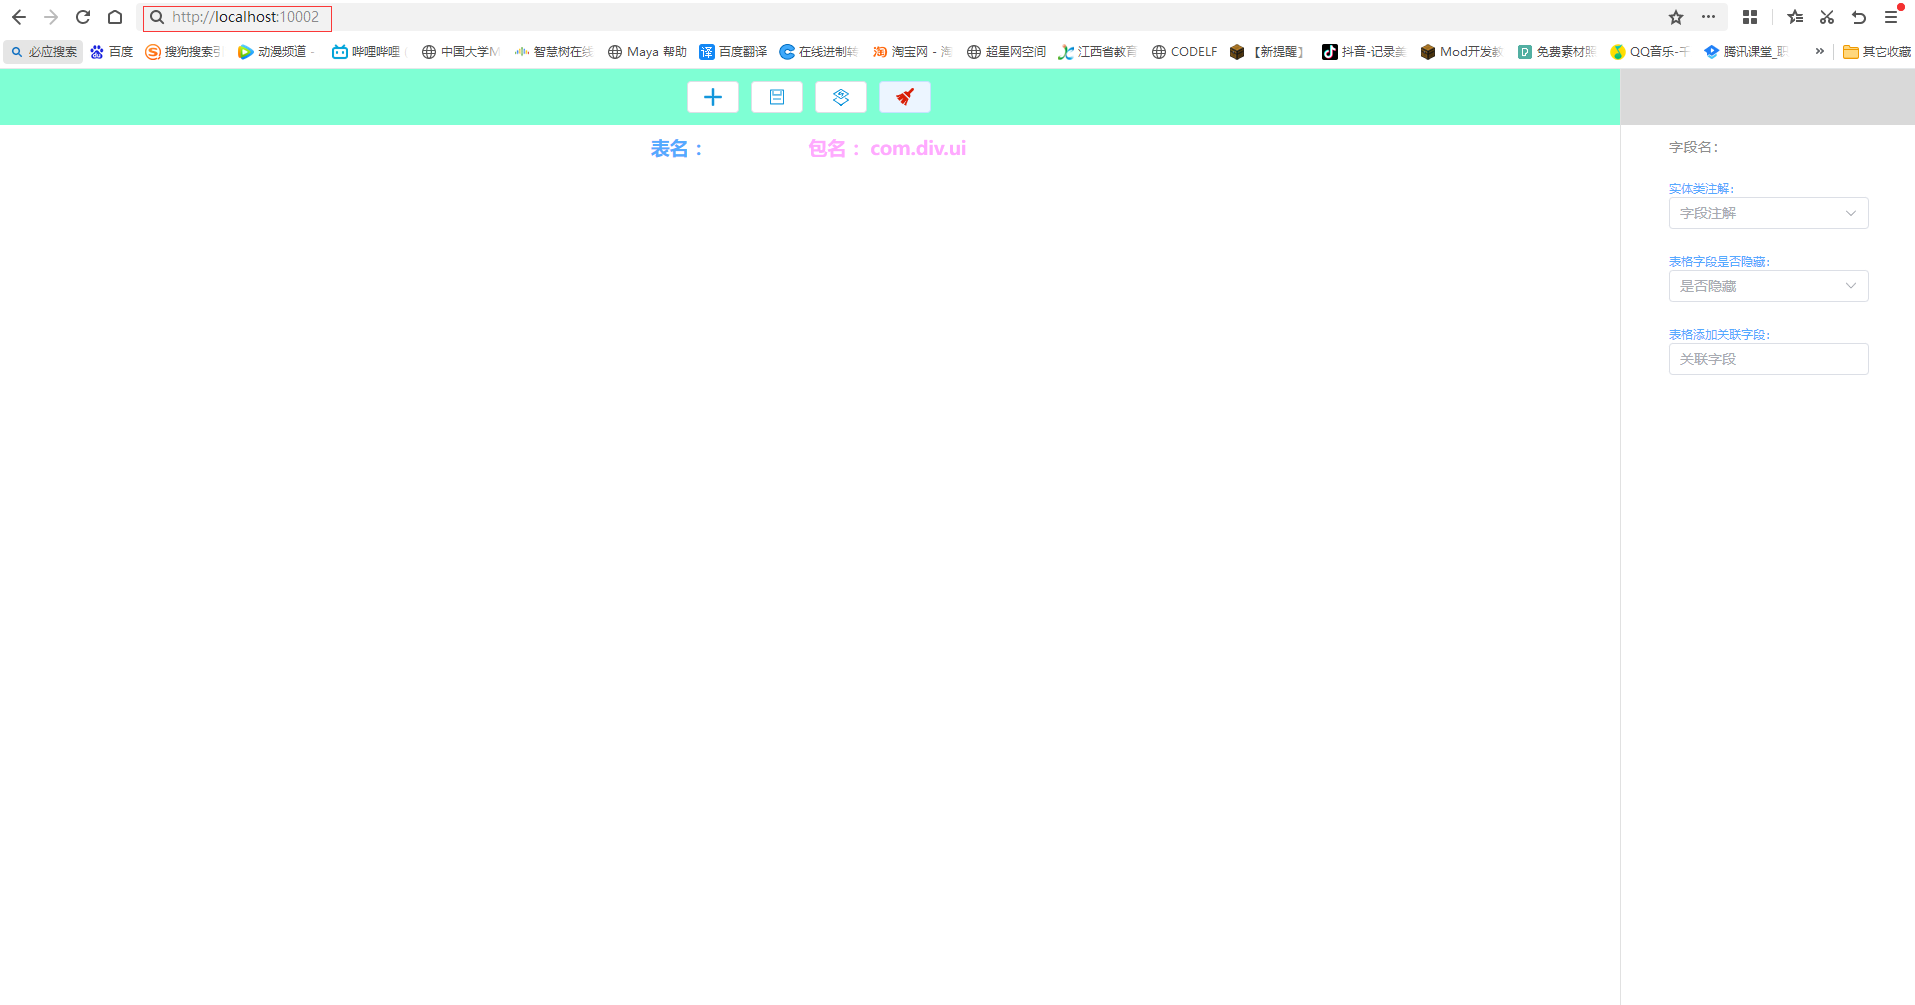 http://localhost:10002
必应搜索 百度 搜狗搜索引 动漫频道 - 哔哩哔哩 ( 中国大学M 智慧树在线 Maya 帮助 百度翻译 在线进制转 淘宝网 - 淘 超星网空间 江西省教育 CODELF 【新提醒】 抖音-记录美 Mod开发教 免费素材照 QQ音乐-千 腾讯课堂_职 » 其它收藏
表名: 包名: com.div.ui
字段名:
实体类注解:
字段注解
表格字段是否隐藏:
是否隐藏
表格添加关联字段:
关联字段